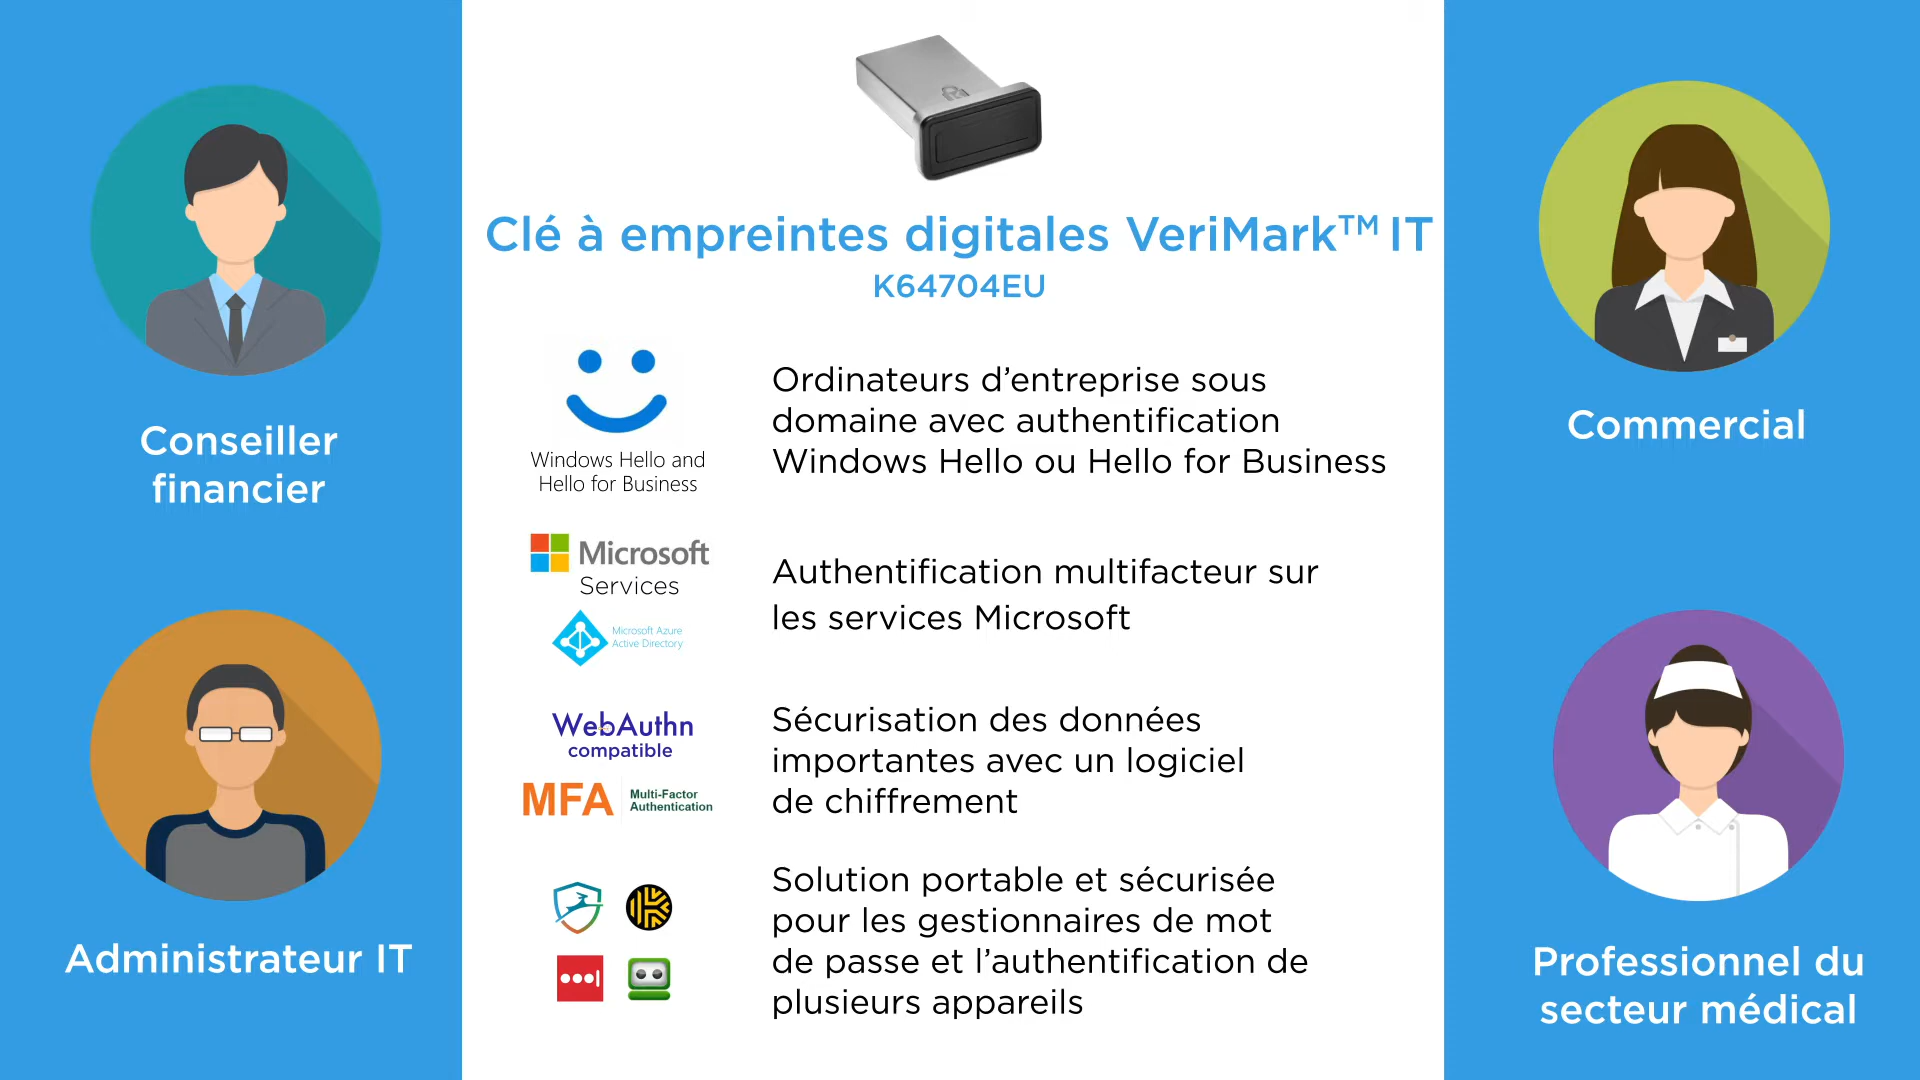 Clé à empreintes digitales VeriMark™ IT
K64704EU
Conseiller
financier
Administrateur IT
Windows Hello and
Hello for Business
Ordinateurs d’entreprise sous
domaine avec authentification
Windows Hello ou Hello for Business
Microsoft
Services
Microsoft Azure
Active Directory
Authentification multifacteur sur
les services Microsoft
WebAuthn
compatible
MFA
Multi-Factor
Authentication
Sécurisation des données
importantes avec un logiciel
de chiffrement
Solution portable et sécurisée
pour les gestionnaires de mot
de passe et l’authentification de
plusieurs appareils
Commercial
Professionnel du
secteur médical